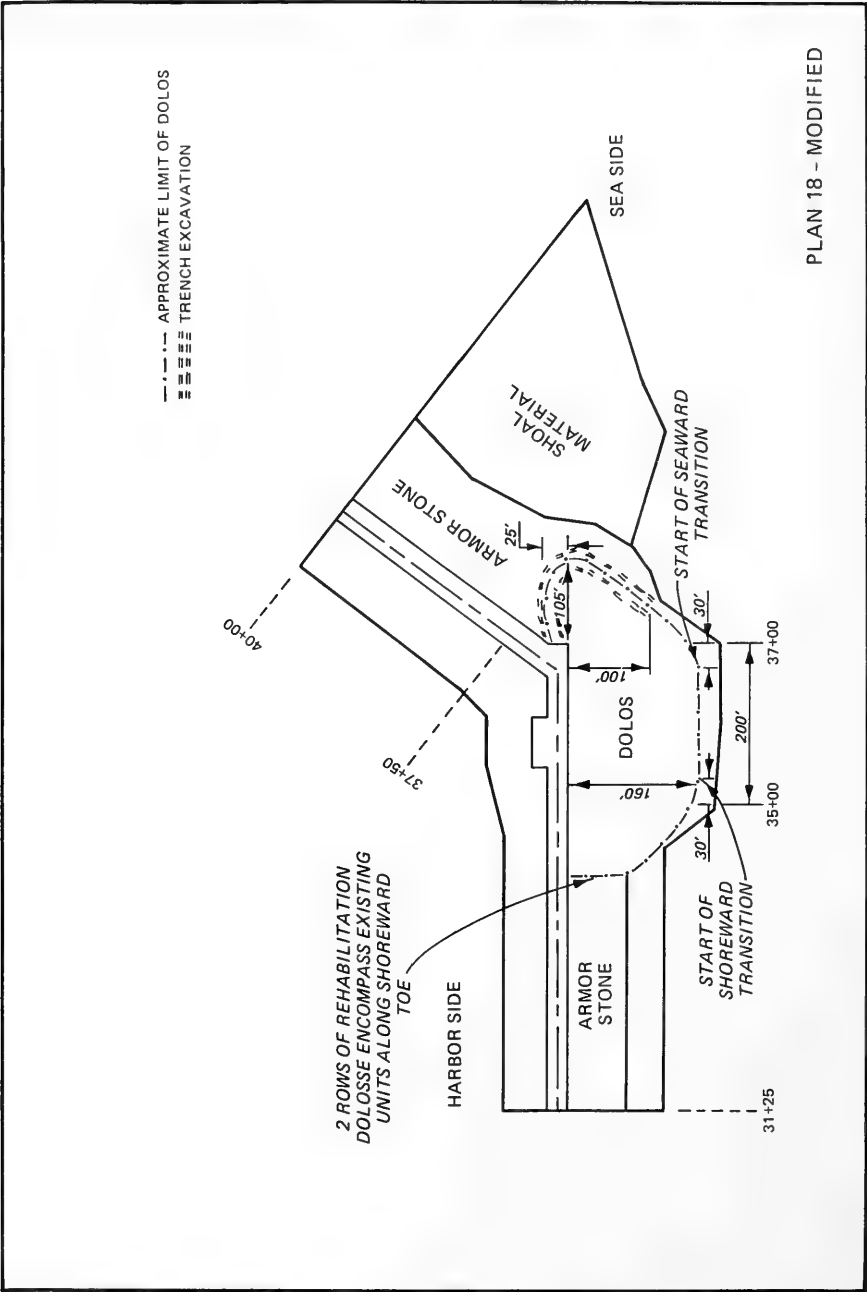 —·—·— APPROXIMATE LIMIT OF DOLOS
===== TRENCH EXCAVATION
40+00
37+50
2 ROWS OF REHABILITATION
DOLOSSE ENCOMPASS EXISTING
UNITS ALONG SHOREWARD
TOE
HARBOR SIDE
ARMOR STONE
SHOAL
MATERIAL
SEA SIDE
25'
105'
100'
DOLOS
160'
ARMOR
STONE
START OF SEAWARD
TRANSITION
30'
30'
200'
START OF
SHOREWARD
TRANSITION
31+25
35+00
37+00
PLAN 18 - MODIFIED